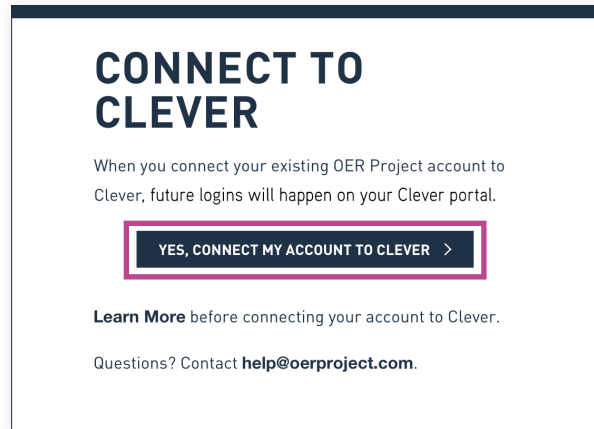 CONNECT TO
CLEVER
When you connect your existing OER Project account to
Clever, future logins will happen on your Clever portal.
YES, CONNECT MY ACCOUNT TO CLEVER >
Learn More before connecting your account to Clever.
Questions? Contact help@oerproject.com.